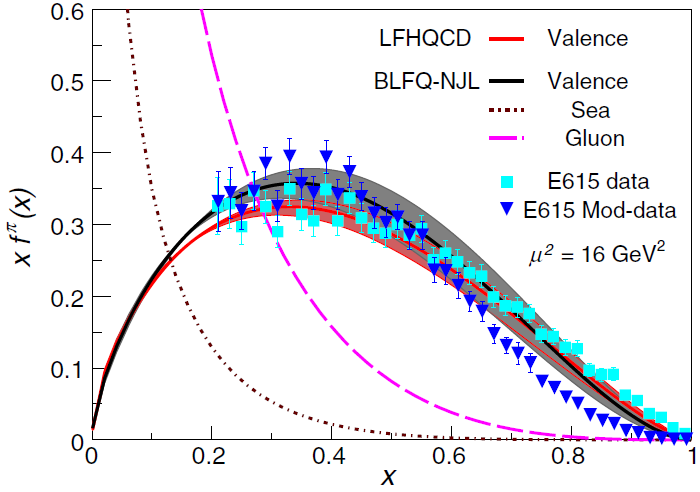 0.6
0.5
0.4
0.3
0.2
0.1
0
x f^π(x)
LFHQCD Valence
BLFQ-NJL Valence
Sea
Gluon
E615 data
E615 Mod-data
μ² = 16 GeV²
0 0.2 0.4 0.6 0.8 1
x